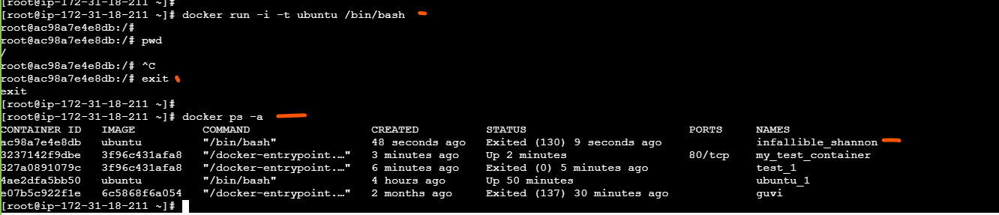 [root@ip-172-31-18-211 ~]#
[root@ip-172-31-18-211 ~]# docker run -i -t ubuntu /bin/bash
root@ac98a7e4e8db:/#
root@ac98a7e4e8db:/# pwd
/
root@ac98a7e4e8db:/# ^C
root@ac98a7e4e8db:/# exit
exit
[root@ip-172-31-18-211 ~]#
[root@ip-172-31-18-211 ~]# docker ps -a
CONTAINER ID   IMAGE          COMMAND                  CREATED          STATUS                        PORTS     NAMES
ac98a7e4e8db   ubuntu         "/bin/bash"              48 seconds ago   Exited (130) 9 seconds ago              infallible_shannon
3237142f9dbe   3f96c431afa8   "/docker-entrypoint.…"   3 minutes ago    Up 2 minutes                  80/tcp    my_test_container
327a0891079c   3f96c431afa8   "/docker-entrypoint.…"   6 minutes ago    Exited (0) 5 minutes ago                test_1
4ae2dfa5bb50   ubuntu         "/bin/bash"              4 hours ago      Up 50 minutes                           ubuntu_1
e07b5c922f1e   6c5868f6a054   "/docker-entrypoint.…"   2 months ago     Exited (137) 30 minutes ago             guvi
[root@ip-172-31-18-211 ~]#